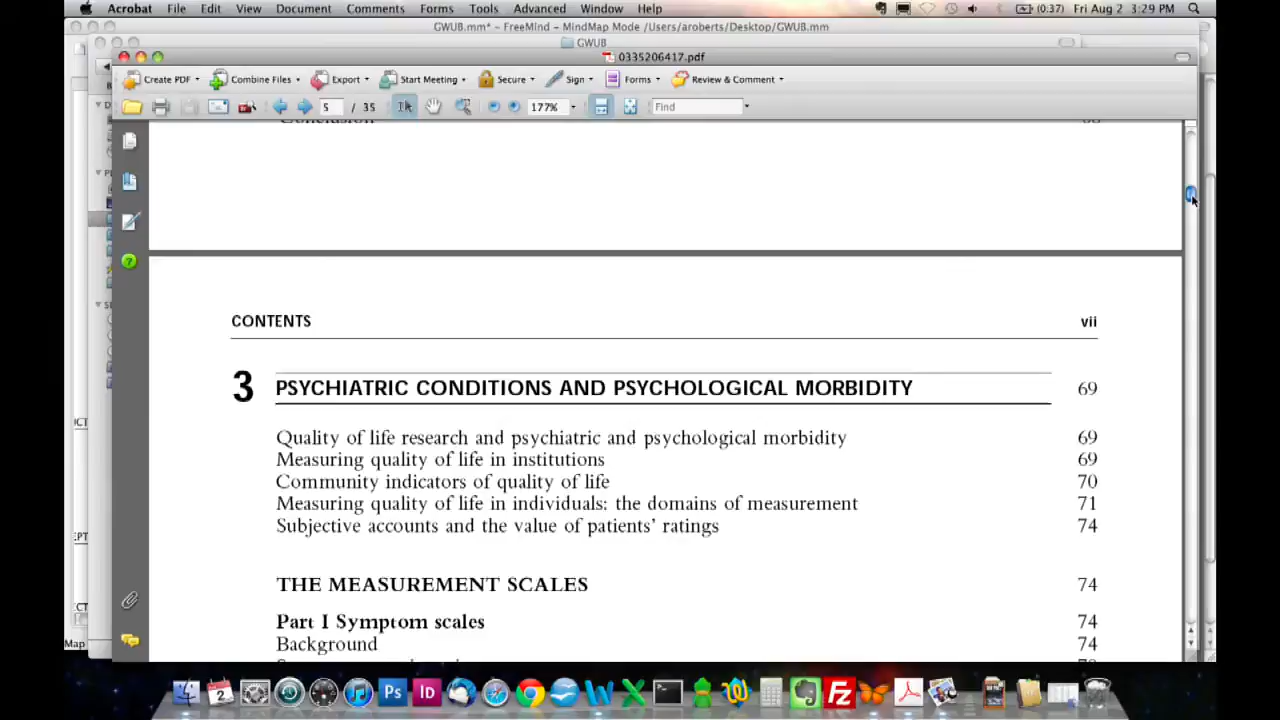 Acrobat File Edit View Document Comments Forms Tools Advanced Window Help (0:37) Fri Aug 2 3:29 PM
GWUB.mm* - FreeMind - MindMap Mode /Users/aroberts/Desktop/GWUB.mm
GWUB
0335206417.pdf
Create PDF Combine Files Export Start Meeting Secure Sign Forms Review & Comment
5 / 35 177% Find
Conclusion
CONTENTS vii
3 PSYCHIATRIC CONDITIONS AND PSYCHOLOGICAL MORBIDITY 69
Quality of life research and psychiatric and psychological morbidity 69
Measuring quality of life in institutions 69
Community indicators of quality of life 70
Measuring quality of life in individuals: the domains of measurement 71
Subjective accounts and the value of patients' ratings 74
THE MEASUREMENT SCALES 74
Part I Symptom scales 74
Background 74
Map
2 Ps ID